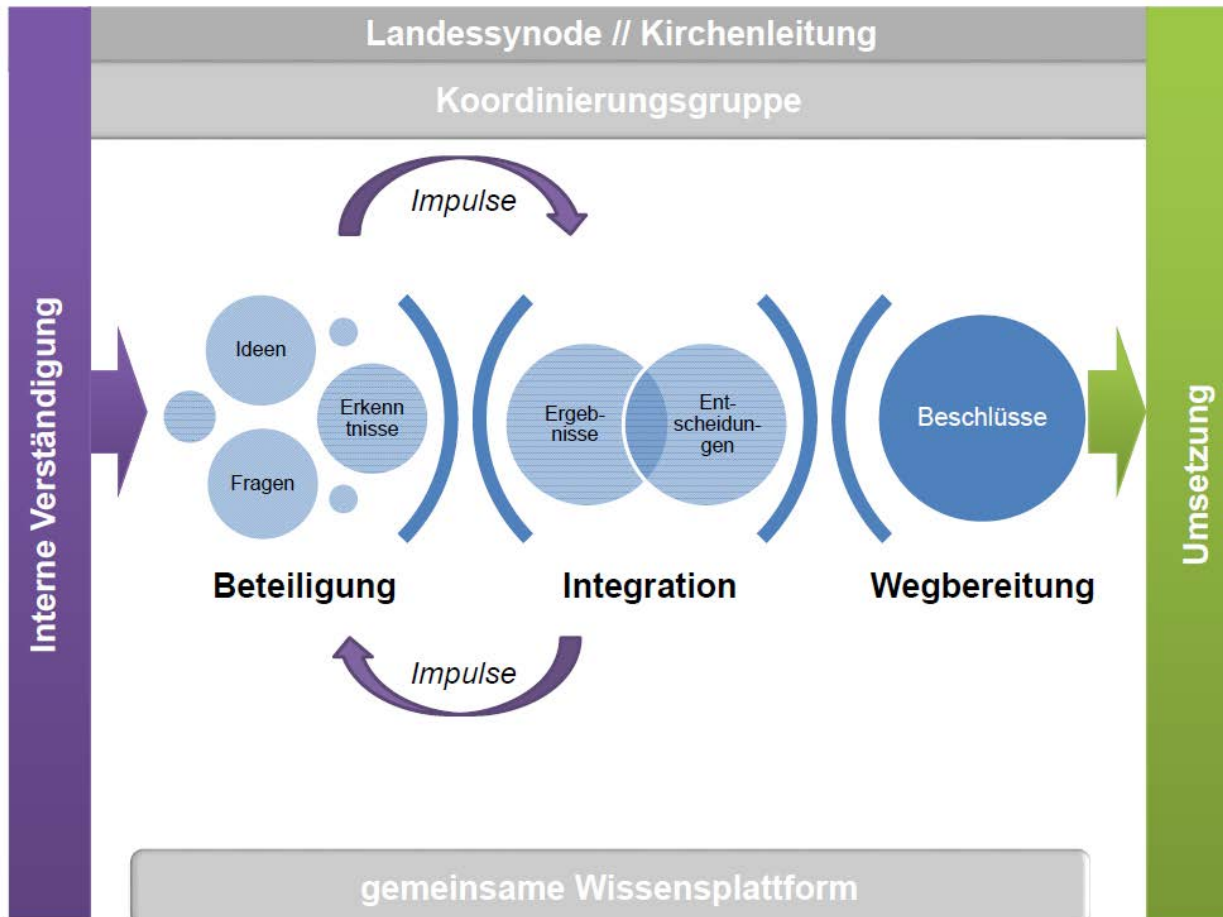 Landessynode // Kirchenleitung
Koordinierungsgruppe
Interne Verständigung
Impulse
Ideen
Erkenn
tnisse
Fragen
Ergeb-
nisse
Ent-
scheidun-
gen
Beschlüsse
Beteiligung
Integration
Wegbereitung
Impulse
Umsetzung
gemeinsame Wissensplattform